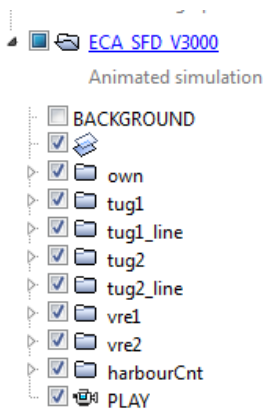 ECA_SFD_V3000
Animated simulation
BACKGROUND
own
tug1
tug1_line
tug2
tug2_line
vre1
vre2
harbourCnt
PLAY